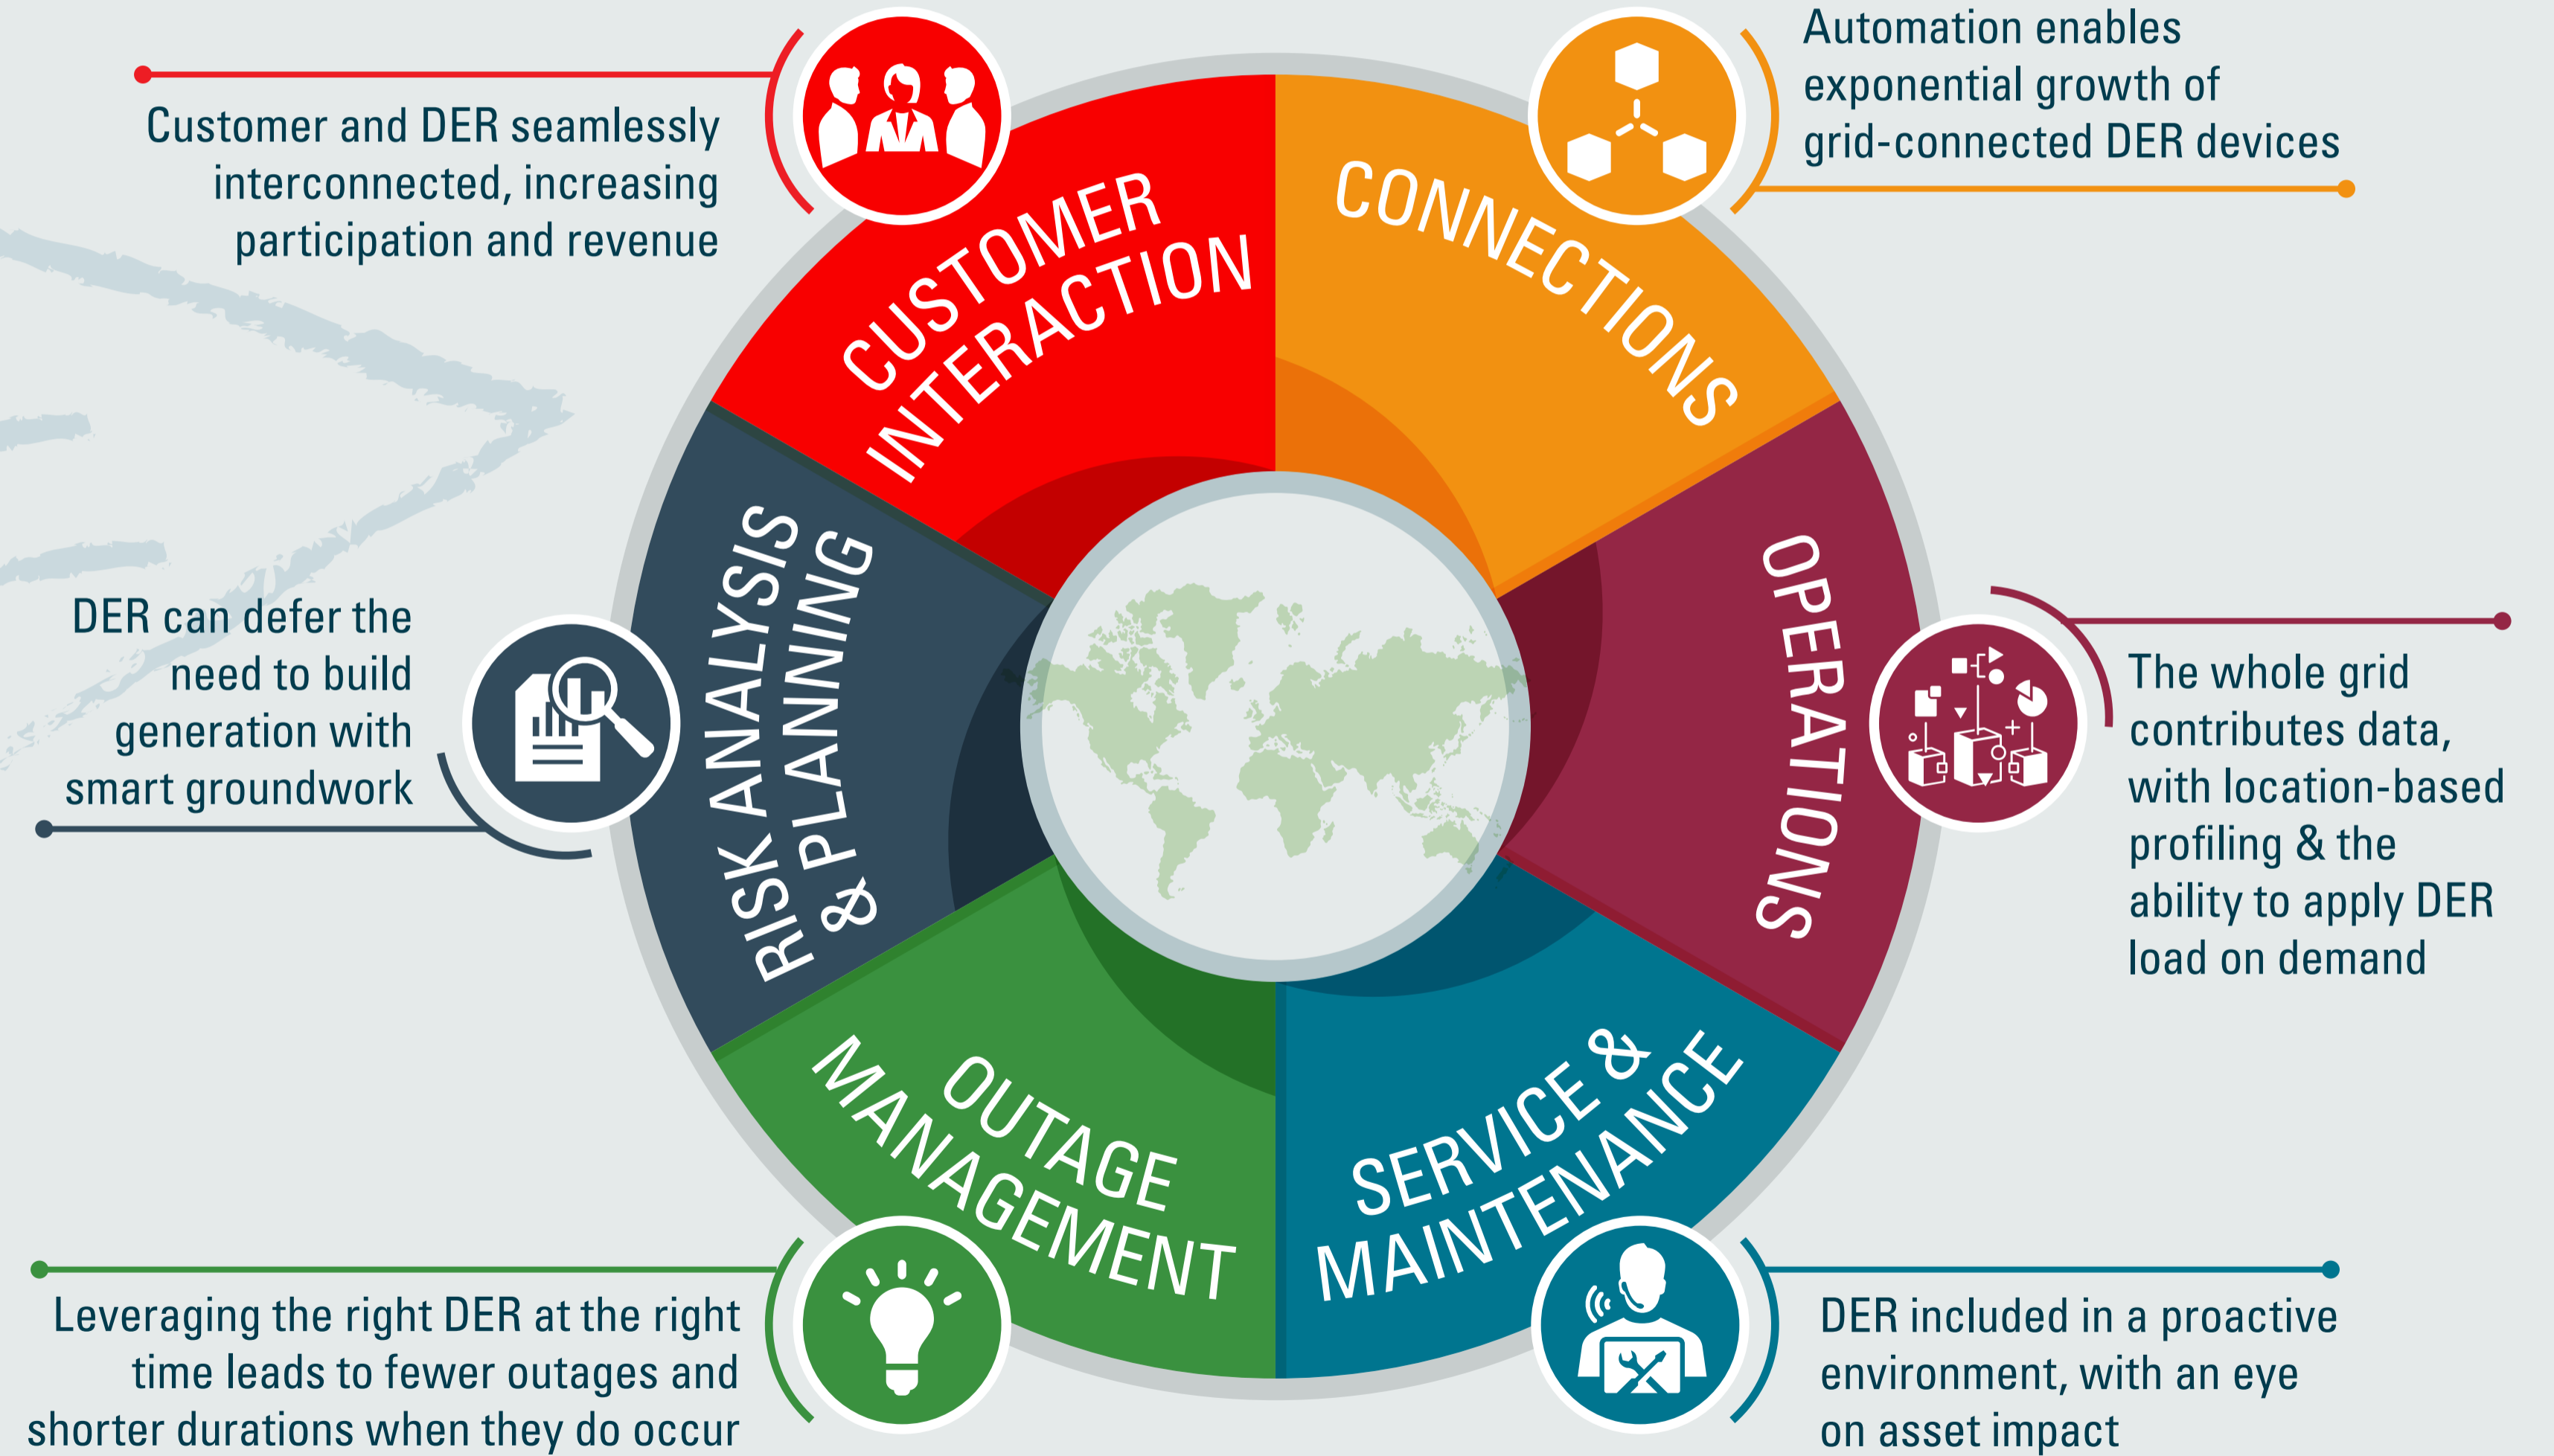 Customer and DER seamlessly
interconnected, increasing
participation and revenue
CUSTOMER
INTERACTION
Automation enables
exponential growth of
grid-connected DER devices
CONNECTIONS
OPERATIONS
The whole grid
contributes data,
with location-based
profiling & the
ability to apply DER
load on demand
SERVICE &
MAINTENANCE
DER included in a proactive
environment, with an eye
on asset impact
OUTAGE
MANAGEMENT
Leveraging the right DER at the right
time leads to fewer outages and
shorter durations when they do occur
RISK ANALYSIS
& PLANNING
DER can defer the
need to build
generation with
smart groundwork